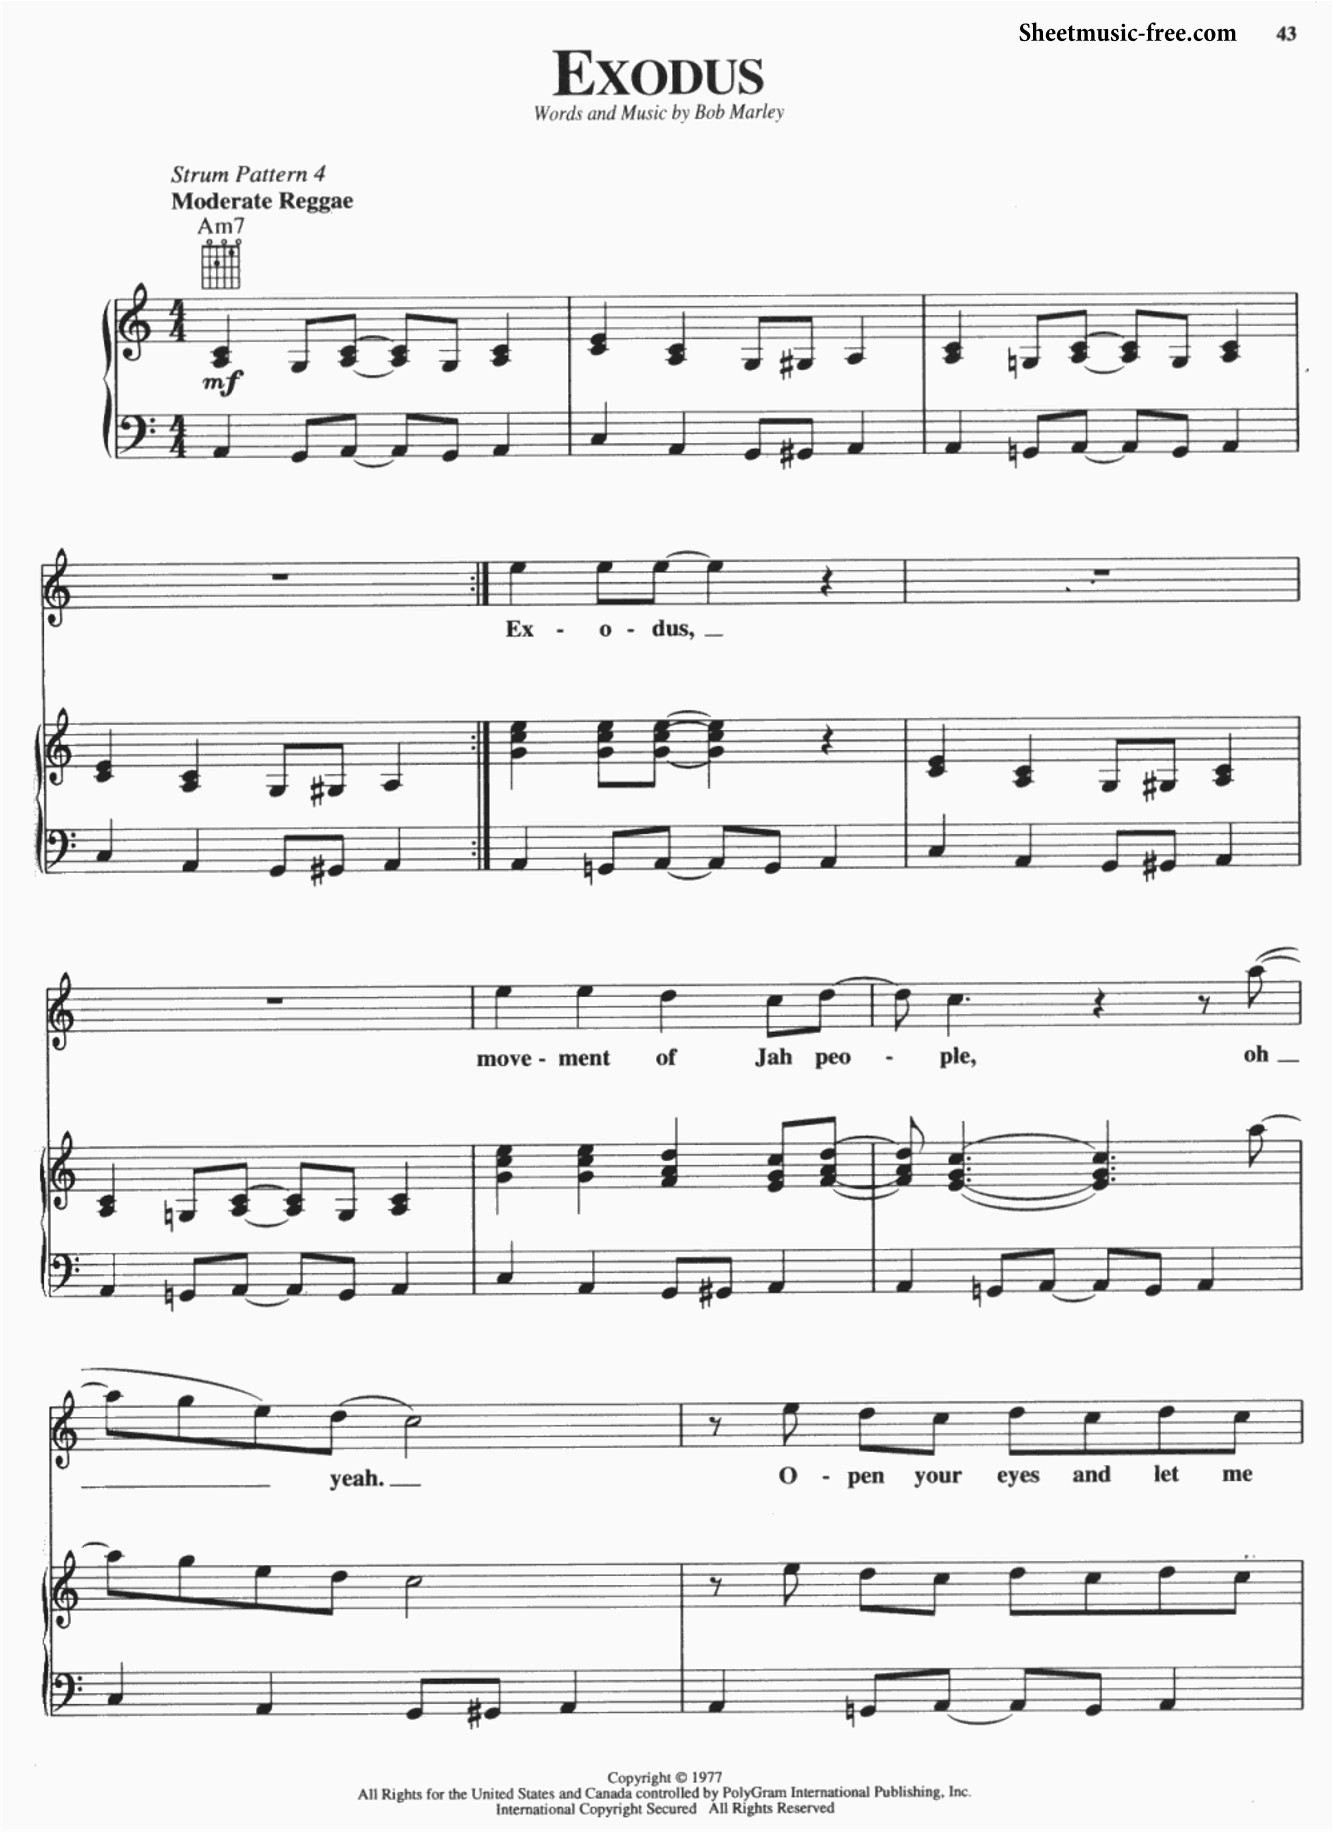 Sheetmusic-free.com 43
EXODUS
Words and Music by Bob Marley
Strum Pattern 4
Moderate Reggae
Am7
mf
Ex - o - dus,
move - ment of Jah peo - ple, oh
yeah. O - pen your eyes and let me
Copyright © 1977
All Rights for the United States and Canada controlled by PolyGram International Publishing, Inc.
International Copyright Secured All Rights Reserved